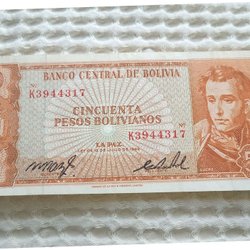 BANCO CENTRAL DE BOLIVIA
Nº
K3944317
CINCUENTA
PESOS BOLIVIANOS
Nº
K3944317
LA PAZ